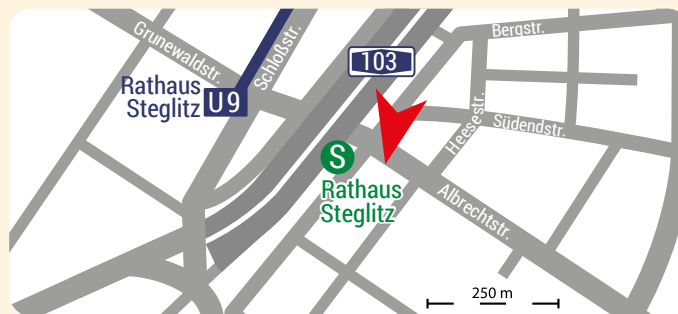 Grunewaldstr.
Schloßstr.
103
Bergstr.
Rathaus
Steglitz U9
Heesestr.
Südendstr.
S
Rathaus
Steglitz
Albrechtstr.
250 m